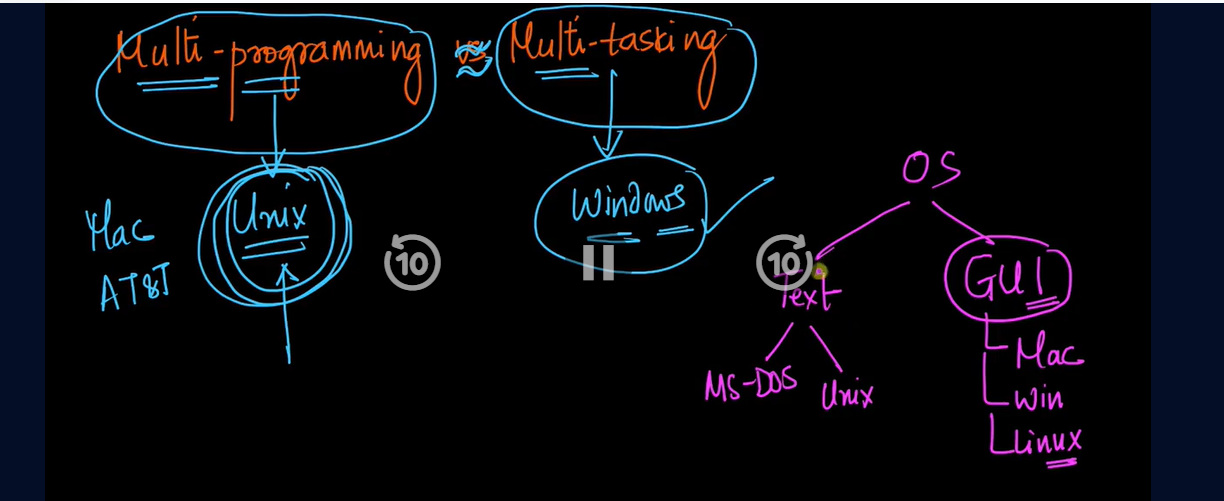 Multi-programming vs Multi-tasking
OS
Unix
Windows
Mac
AT&T
10
10
Text
GUI
MS-DOS
Unix
Mac
Win
Linux